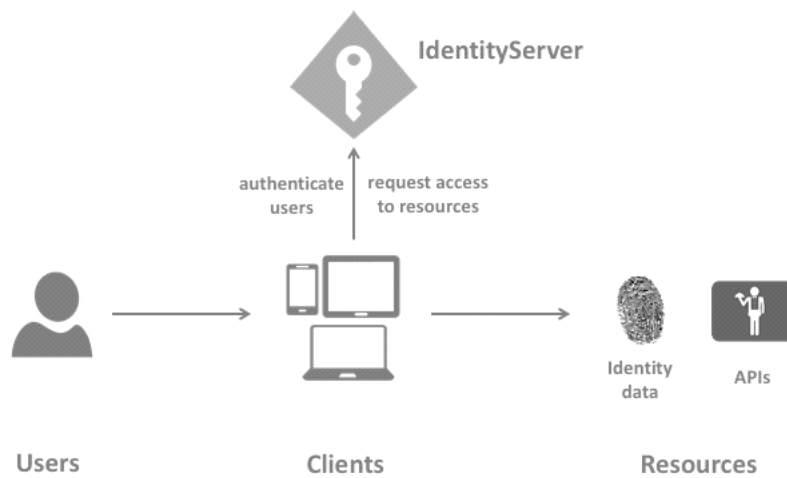 IdentityServer
authenticate
users
request access
to resources
Identity
data
APIs
Users
Clients
Resources